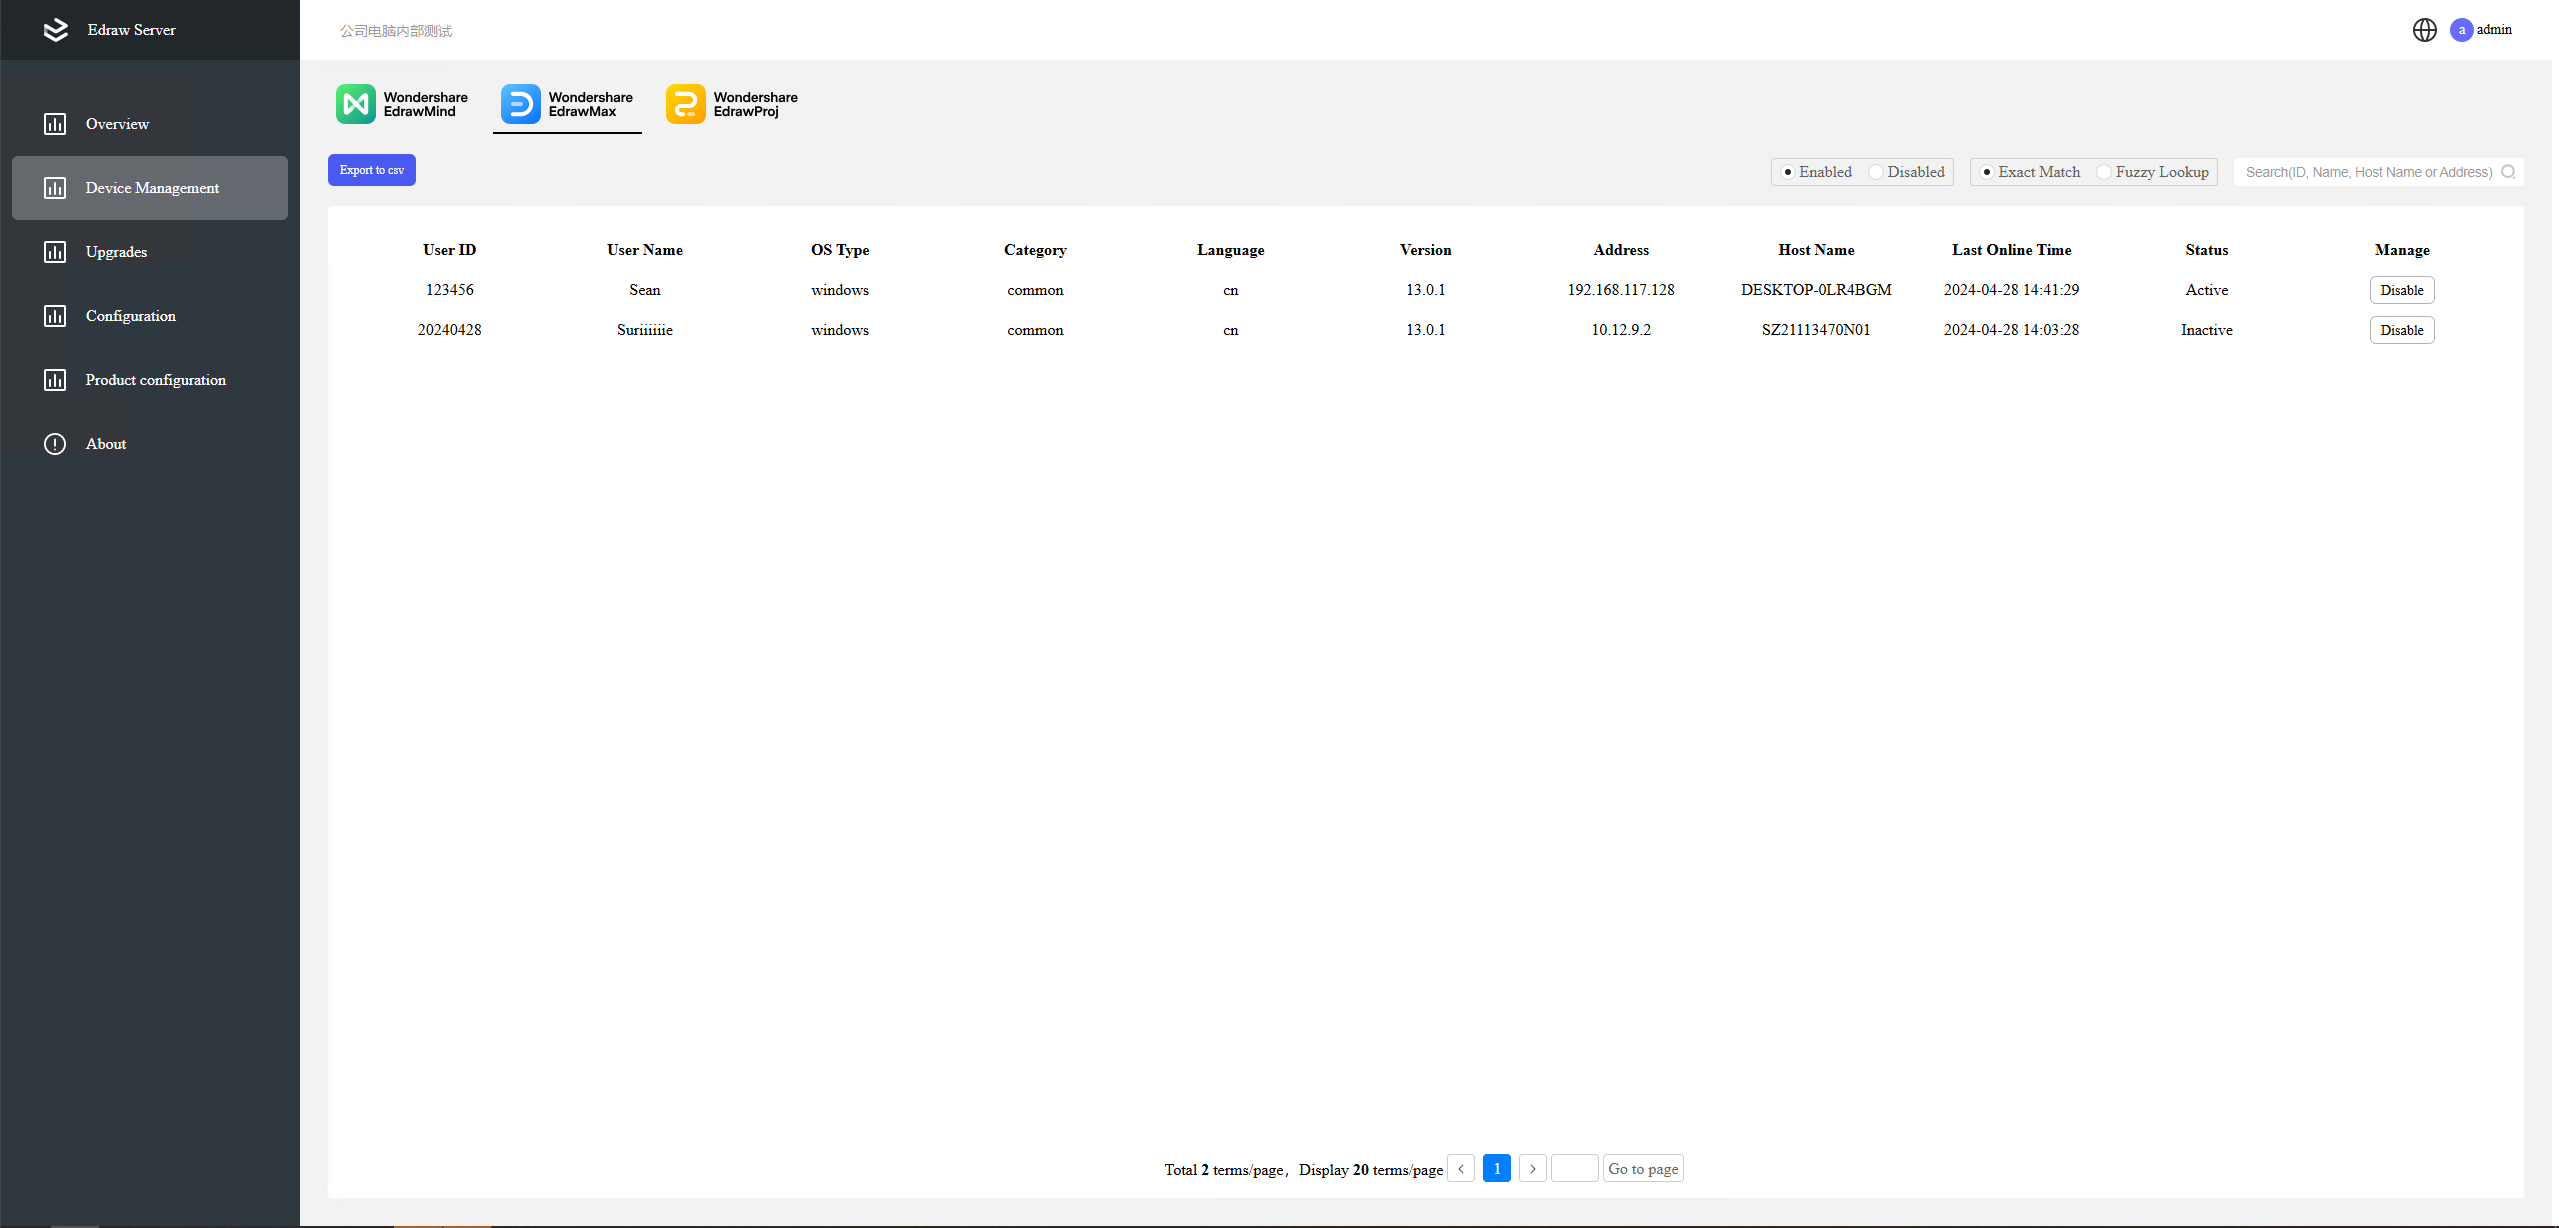 Edraw Server
公司电脑内部测试
a admin
Overview
Device Management
Upgrades
Configuration
Product configuration
About
Wondershare EdrawMind
Wondershare EdrawMax
Wondershare EdrawProj
Export to csv
Enabled Disabled Exact Match Fuzzy Lookup Search(ID, Name, Host Name or Address)
User ID User Name OS Type Category Language Version Address Host Name Last Online Time Status Manage
123456 Sean windows common cn 13.0.1 192.168.117.128 DESKTOP-0LR4BGM 2024-04-28 14:41:29 Active Disable
20240428 Suriiiiiie windows common cn 13.0.1 10.12.9.2 SZ21113470N01 2024-04-28 14:03:28 Inactive Disable
Total 2 terms/page，Display 20 terms/page < 1 > Go to page